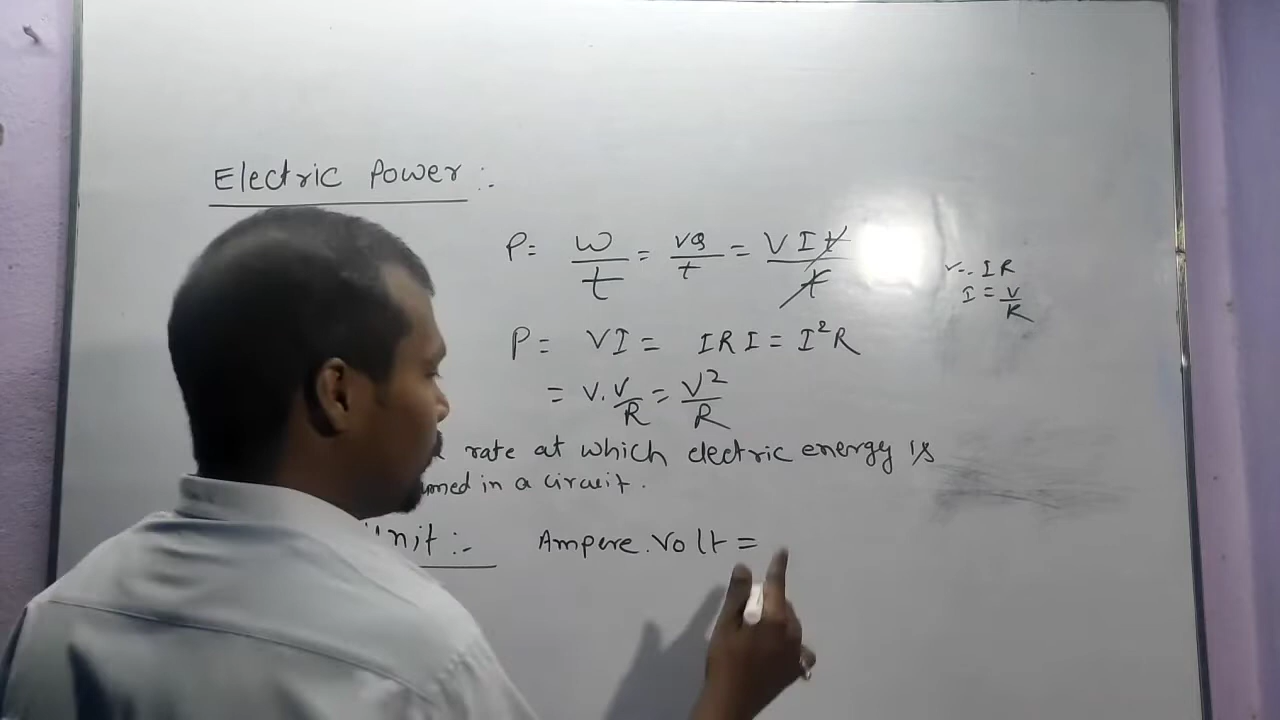 Electric Power :.
P = W/t = VQ/t = VIt/t
V = IR
I = V/R
P = VI = IRI = I²R
= V.V/R = V²/R
rate at which electric energy is
in a circuit.
Unit :- Ampere.Volt =